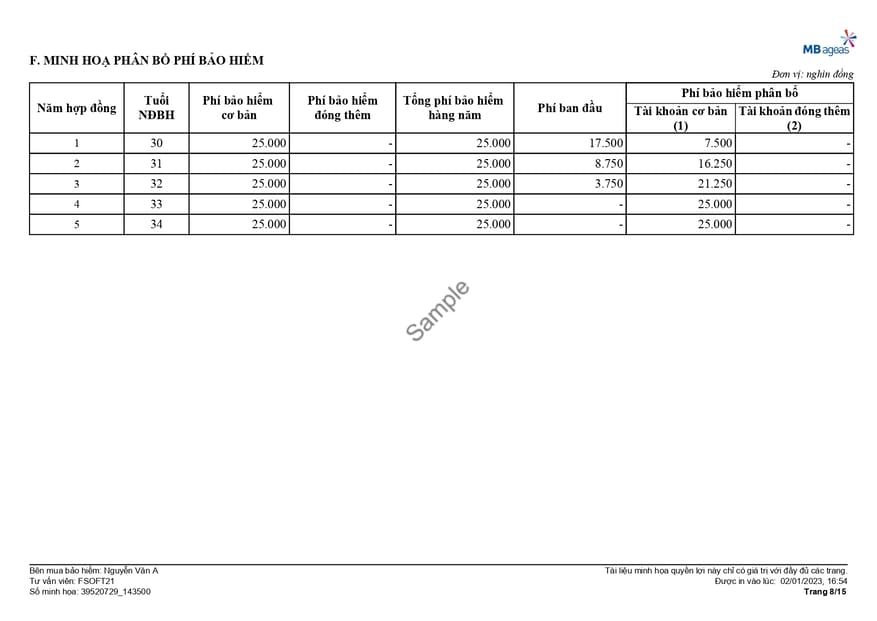 MB ageas
F. MINH HOẠ PHÂN BỔ PHÍ BẢO HIỂM
Đơn vị: nghìn đồng
Năm hợp đồng Tuổi NĐBH Phí bảo hiểm cơ bản Phí bảo hiểm đóng thêm Tổng phí bảo hiểm hàng năm Phí ban đầu Phí bảo hiểm phân bổ
Tài khoản cơ bản (1) Tài khoản đóng thêm (2)
1 30 25.000 - 25.000 17.500 7.500 -
2 31 25.000 - 25.000 8.750 16.250 -
3 32 25.000 - 25.000 3.750 21.250 -
4 33 25.000 - 25.000 - 25.000 -
5 34 25.000 - 25.000 - 25.000 -
Sample
Bên mua bảo hiểm: Nguyễn Văn A
Tư vấn viên: FSOFT21
Số minh họa: 39520729_143500
Tài liệu minh họa quyền lợi này chỉ có giá trị với đầy đủ các trang.
Được in vào lúc: 02/01/2023, 16:54
Trang 8/15